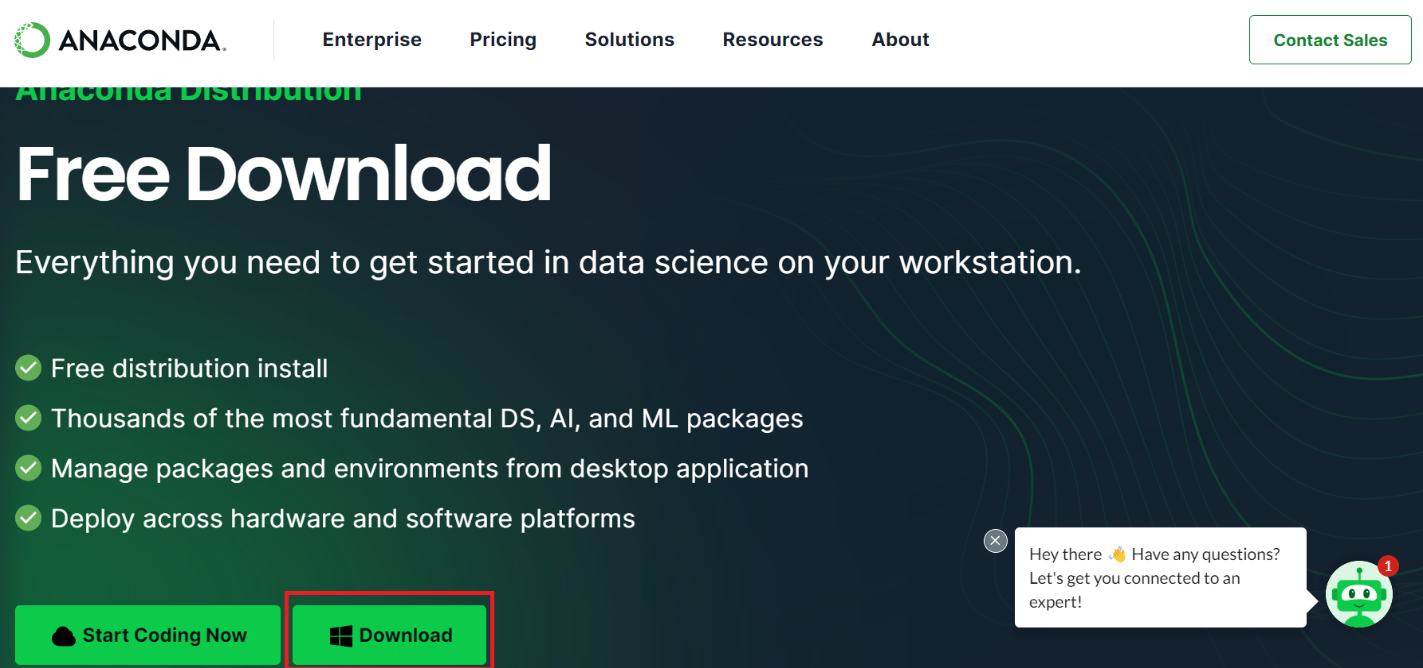 ANACONDA.
Enterprise
Pricing
Solutions
Resources
About
Contact Sales
Anaconda Distribution
Free Download
Everything you need to get started in data science on your workstation.
Free distribution install
Thousands of the most fundamental DS, AI, and ML packages
Manage packages and environments from desktop application
Deploy across hardware and software platforms
Start Coding Now
Download
Hey there 👋 Have any questions?
Let's get you connected to an
expert!
1